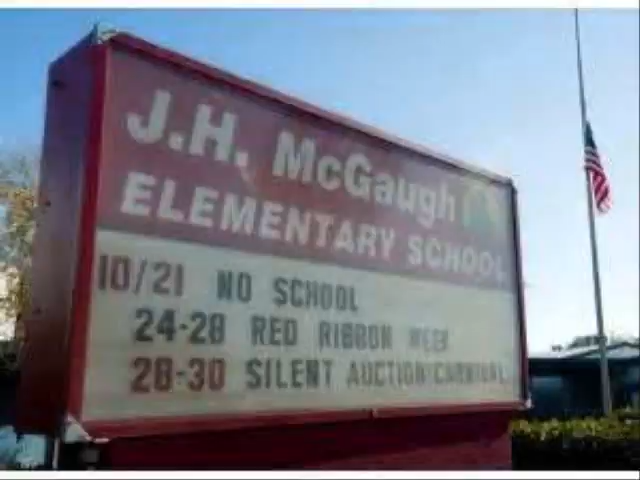 J.H. McGaugh
ELEMENTARY SCHOOL
10/21 NO SCHOOL
24-28 RED RIBBON WEEK
28-30 SILENT AUCTION/CARNIVAL